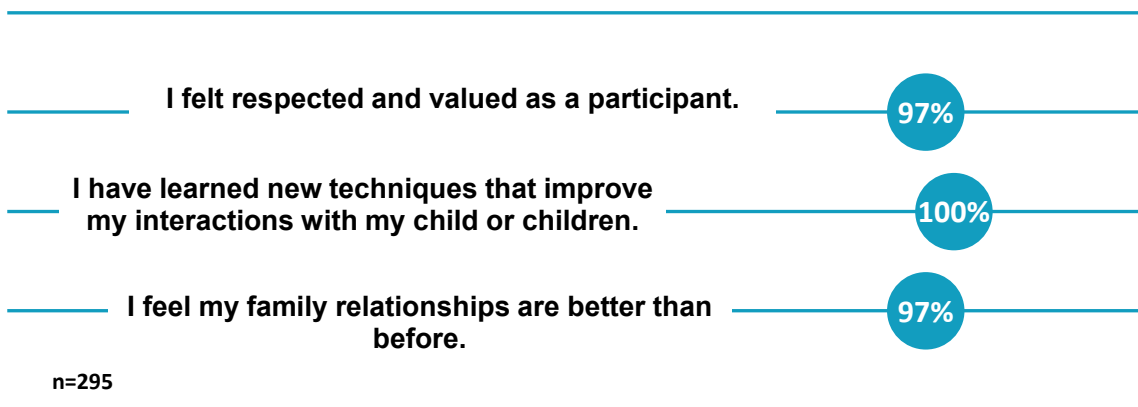 I felt respected and valued as a participant.
97%
I have learned new techniques that improve
my interactions with my child or children.
100%
I feel my family relationships are better than
before.
97%
n=295